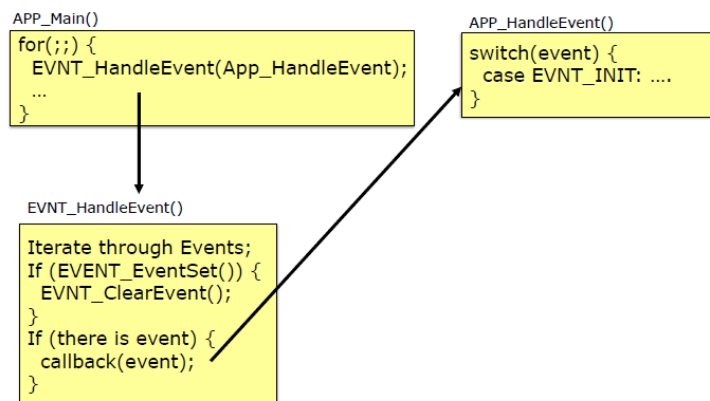 APP_Main()
for(;;) {
EVNT_HandleEvent(App_HandleEvent);
...
}
APP_HandleEvent()
switch(event) {
case EVNT_INIT: ....
}
EVNT_HandleEvent()
Iterate through Events;
If (EVENT_EventSet()) {
EVNT_ClearEvent();
}
If (there is event) {
callback(event);
}